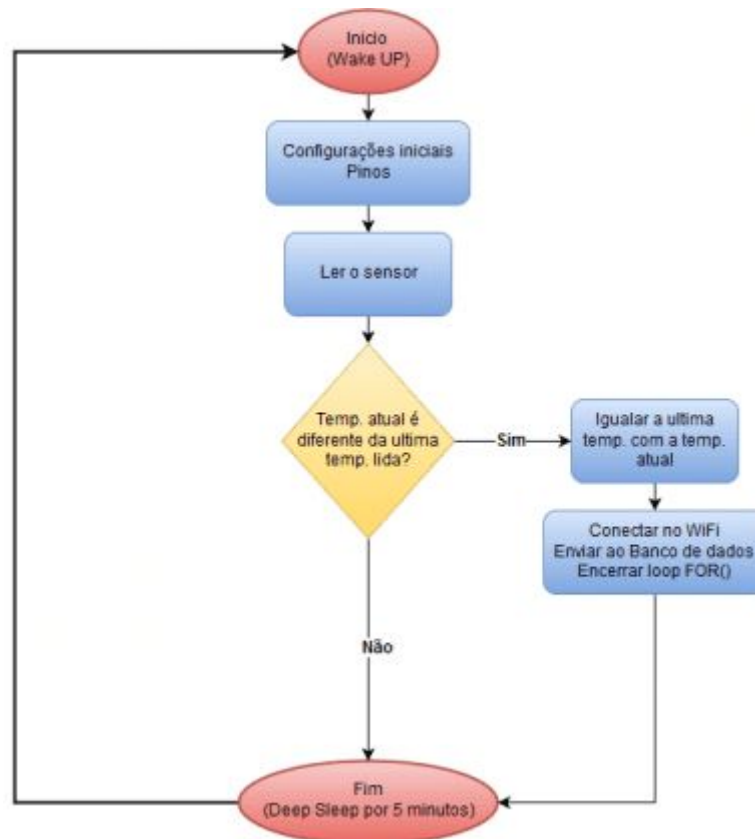 Inicio
(Wake UP)
Configurações iniciais
Pinos
Ler o sensor
Temp. atual é
diferente da ultima
temp. lida?
Sim
Igualar a ultima
temp. com a temp.
atual
Conectar no WiFi
Enviar ao Banco de dados
Encerrar loop FOR()
Não
Fim
(Deep Sleep por 5 minutos)